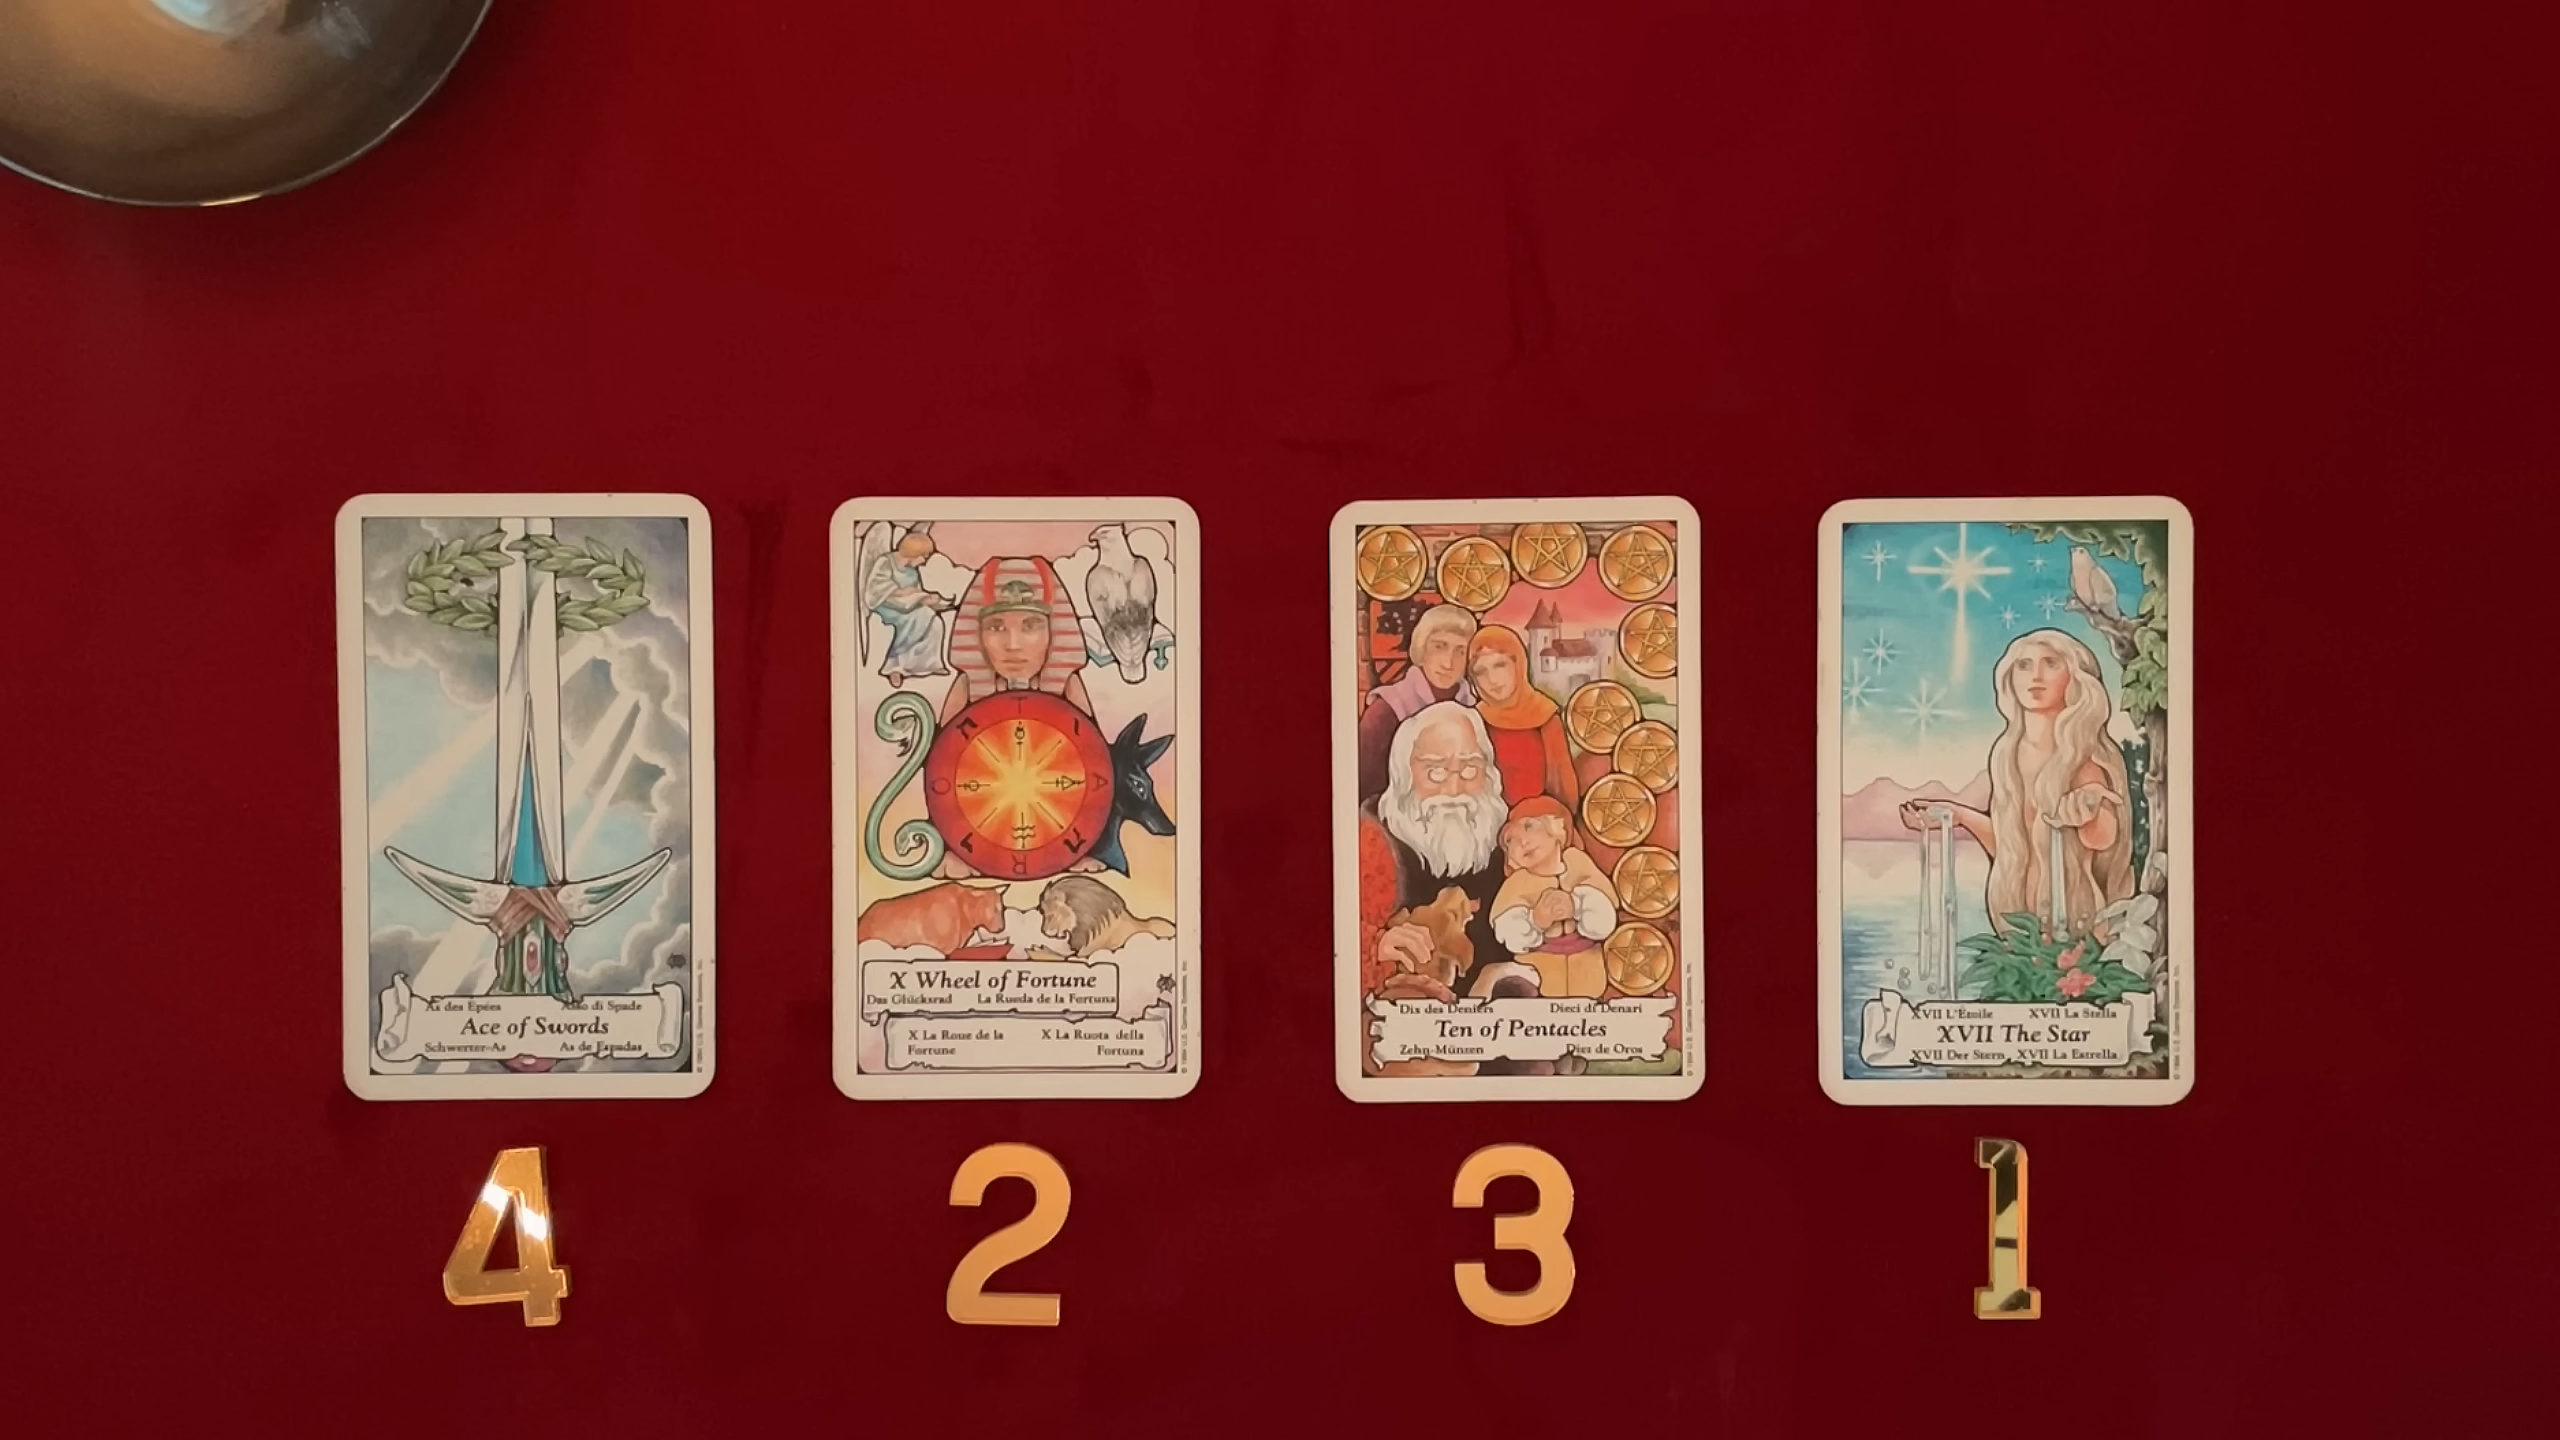 As des Epées Asso di Spade
Ace of Swords
Schwerter-As As de Espadas
X Wheel of Fortune
Das Glücksrad La Rueda de la Fortuna
X La Roue de la Fortune
X La Ruota della Fortuna
Dix des Deniers Dieci di Denari
Ten of Pentacles
Zehn-Münzen Diez de Oros
XVII L'Etoile XVII La Stella
XVII The Star
XVII Der Stern XVII La Estrella
4 2 3 1